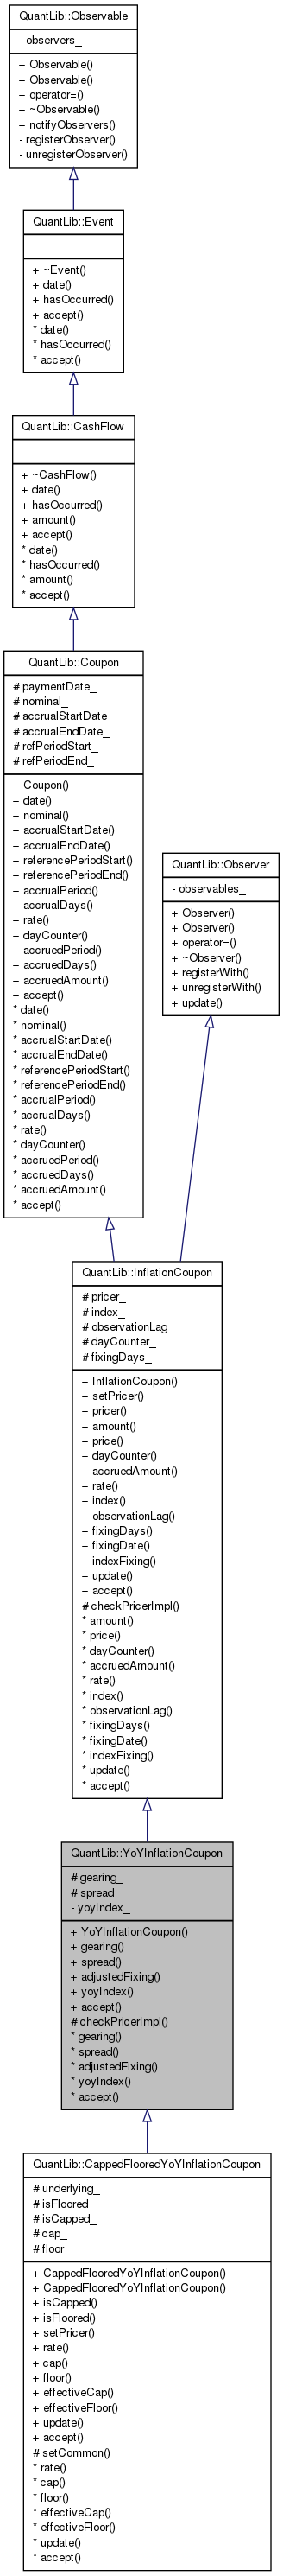 QuantLib::Observable
- observers_
+ Observable()
+ Observable()
+ operator=()
+ ~Observable()
+ notifyObservers()
- registerObserver()
- unregisterObserver()
QuantLib::Event
+ ~Event()
+ date()
+ hasOccurred()
+ accept()
* date()
* hasOccurred()
* accept()
QuantLib::CashFlow
+ ~CashFlow()
+ date()
+ hasOccurred()
+ amount()
+ accept()
* date()
* hasOccurred()
* amount()
* accept()
QuantLib::Coupon
# paymentDate_
# nominal_
# accrualStartDate_
# accrualEndDate_
# refPeriodStart_
# refPeriodEnd_
+ Coupon()
+ date()
+ nominal()
+ accrualStartDate()
+ accrualEndDate()
+ referencePeriodStart()
+ referencePeriodEnd()
+ accrualPeriod()
+ accrualDays()
+ rate()
+ dayCounter()
+ accruedPeriod()
+ accruedDays()
+ accruedAmount()
+ accept()
* date()
* nominal()
* accrualStartDate()
* accrualEndDate()
* referencePeriodStart()
* referencePeriodEnd()
* accrualPeriod()
* accrualDays()
* rate()
* dayCounter()
* accruedPeriod()
* accruedDays()
* accruedAmount()
* accept()
QuantLib::Observer
- observables_
+ Observer()
+ Observer()
+ operator=()
+ ~Observer()
+ registerWith()
+ unregisterWith()
+ update()
QuantLib::InflationCoupon
# pricer_
# index_
# observationLag_
# dayCounter_
# fixingDays_
+ InflationCoupon()
+ setPricer()
+ pricer()
+ amount()
+ price()
+ dayCounter()
+ accruedAmount()
+ rate()
+ index()
+ observationLag()
+ fixingDays()
+ fixingDate()
+ indexFixing()
+ update()
+ accept()
# checkPricerImpl()
* amount()
* price()
* dayCounter()
* accruedAmount()
* rate()
* index()
* observationLag()
* fixingDays()
* fixingDate()
* indexFixing()
* update()
* accept()
QuantLib::YoYInflationCoupon
# gearing_
# spread_
- yoyIndex_
+ YoYInflationCoupon()
+ gearing()
+ spread()
+ adjustedFixing()
+ yoyIndex()
+ accept()
# checkPricerImpl()
* gearing()
* spread()
* adjustedFixing()
* yoyIndex()
* accept()
QuantLib::CappedFlooredYoYInflationCoupon
# underlying_
# isFloored_
# isCapped_
# cap_
# floor_
+ CappedFlooredYoYInflationCoupon()
+ CappedFlooredYoYInflationCoupon()
+ isCapped()
+ isFloored()
+ setPricer()
+ rate()
+ cap()
+ floor()
+ effectiveCap()
+ effectiveFloor()
+ update()
+ accept()
# setCommon()
* rate()
* cap()
* floor()
* effectiveCap()
* effectiveFloor()
* update()
* accept()